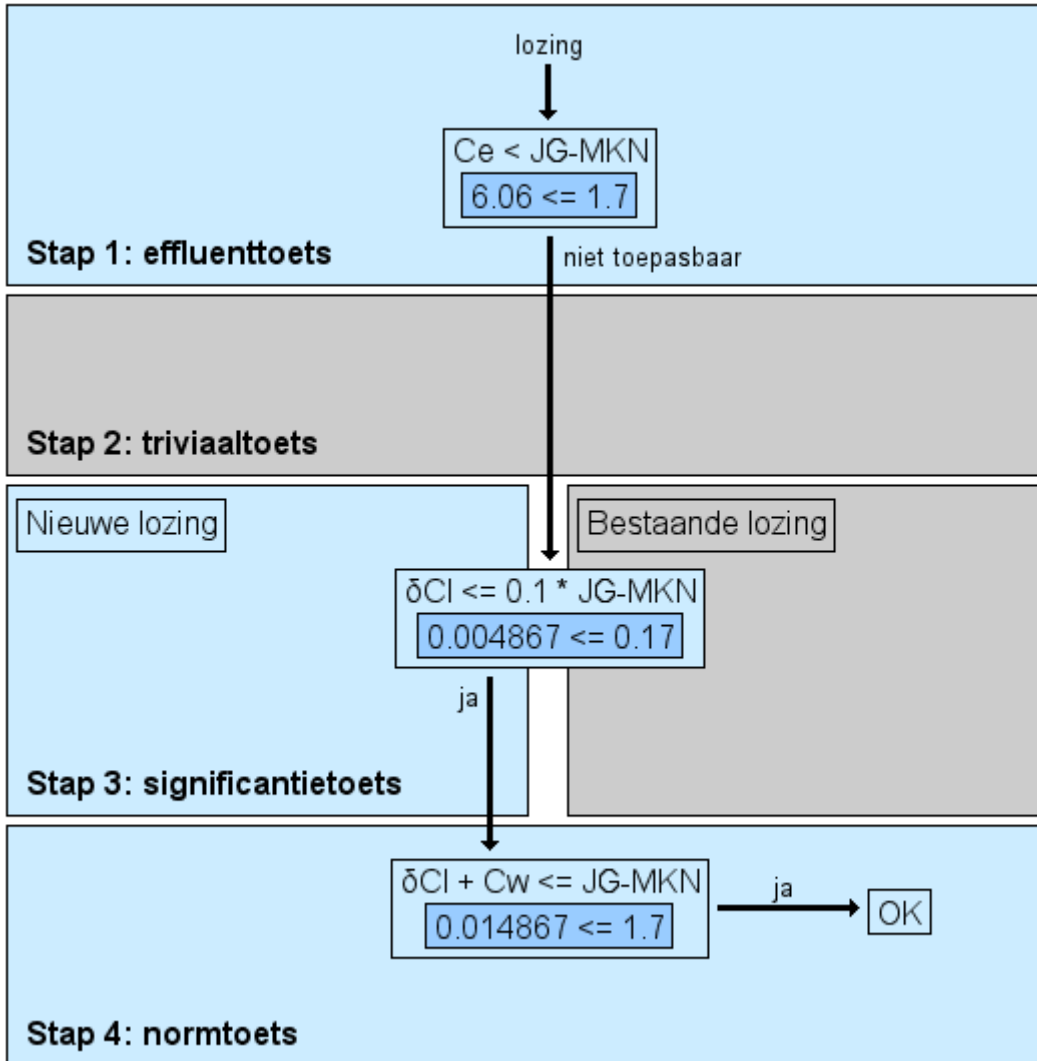 lozing
Ce < JG-MKN
6.06 <= 1.7
Stap 1: effluenttoets
niet toepasbaar
Stap 2: triviaaltoets
Nieuwe lozing
Bestaande lozing
δCl <= 0.1 * JG-MKN
0.004867 <= 0.17
ja
Stap 3: significantietoets
δCl + Cw <= JG-MKN
0.014867 <= 1.7
ja
OK
Stap 4: normtoets